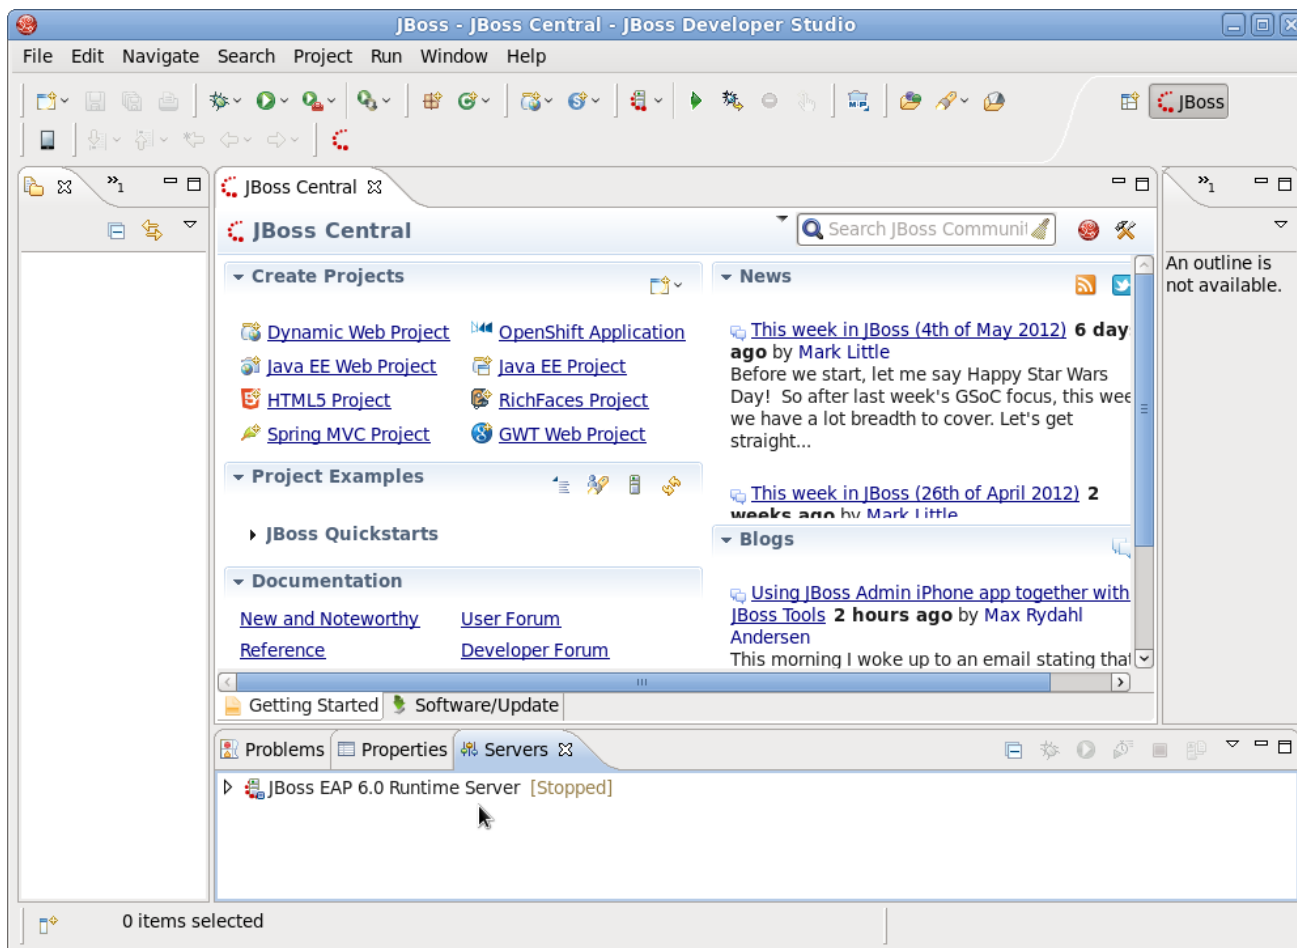 JBoss - JBoss Central - JBoss Developer Studio
File Edit Navigate Search Project Run Window Help
JBoss
»1
JBoss Central
»1
JBoss Central
Search JBoss Communit
An outline is
not available.
Create Projects
Dynamic Web Project OpenShift Application
Java EE Web Project Java EE Project
HTML5 Project RichFaces Project
Spring MVC Project GWT Web Project
Project Examples
JBoss Quickstarts
Documentation
New and Noteworthy User Forum
Reference Developer Forum
News
This week in JBoss (4th of May 2012) 6 day
ago by Mark Little
Before we start, let me say Happy Star Wars
Day! So after last week's GSoC focus, this wee
we have a lot breadth to cover. Let's get
straight...
This week in JBoss (26th of April 2012) 2
weeks ago by Mark Little
Blogs
Using JBoss Admin iPhone app together with
JBoss Tools 2 hours ago by Max Rydahl
Andersen
This morning I woke up to an email stating that
Getting Started Software/Update
Problems Properties Servers
JBoss EAP 6.0 Runtime Server [Stopped]
0 items selected